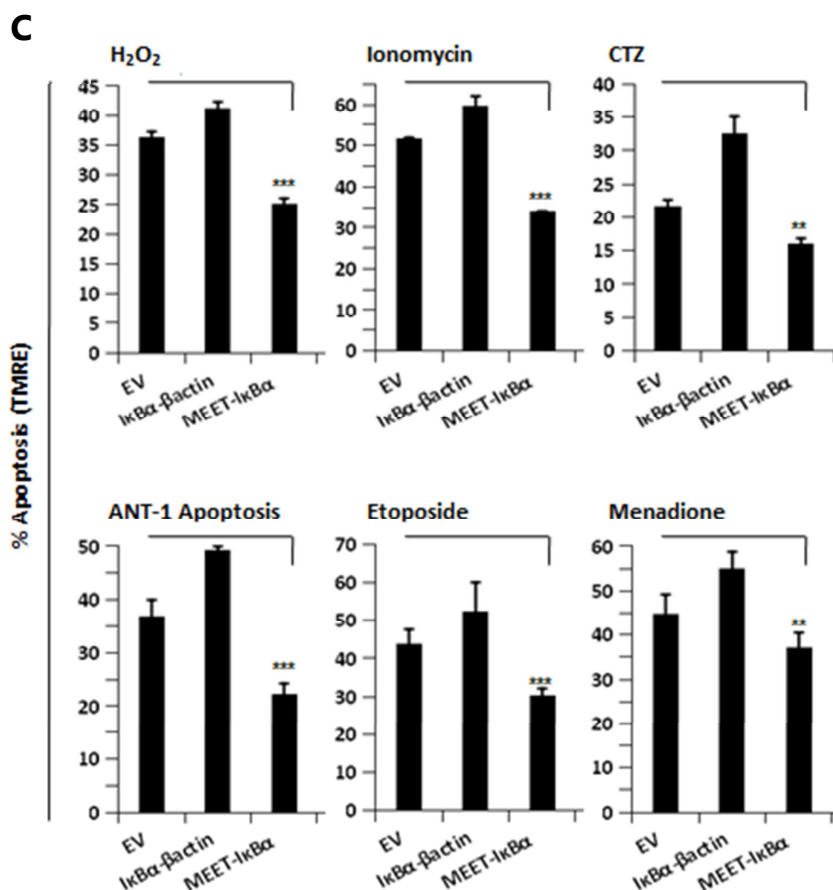 C
H₂O₂
Ionomycin
CTZ
% Apoptosis (TMRE)
45
40
35
30
25
20
15
10
5
0
***
EV
IκBα-βactin
MEET-IκBα
60
50
40
30
20
10
0
***
EV
IκBα-βactin
MEET-IκBα
40
35
30
25
20
15
10
5
0
**
EV
IκBα-βactin
MEET-IκBα
ANT-1 Apoptosis
Etoposide
Menadione
50
40
30
20
10
0
***
EV
IκBα-βactin
MEET-IκBα
70
60
50
40
30
20
10
0
***
EV
IκBα-βactin
MEET-IκBα
60
50
40
30
20
10
0
**
EV
IκBα-βactin
MEET-IκBα